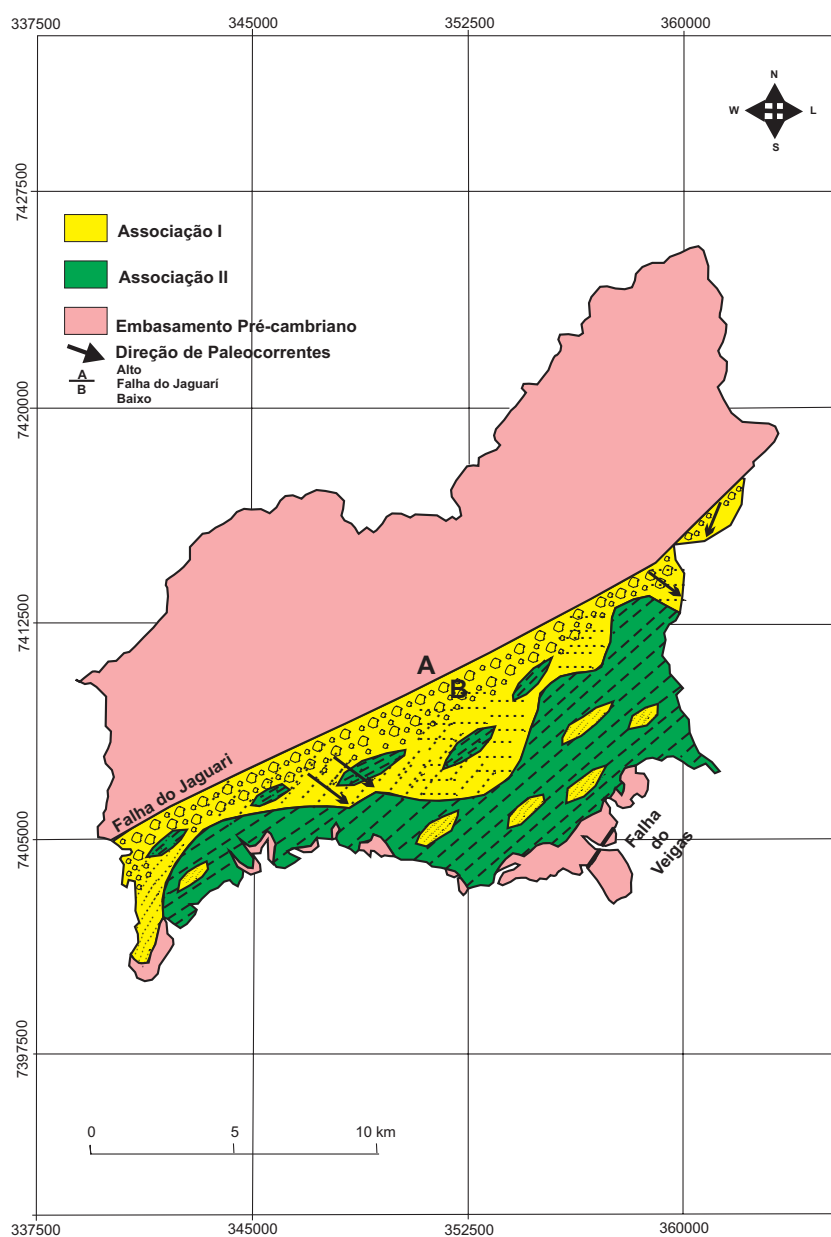 337500 345000 352500 360000
N
W L
S
7427500
Associação I
Associação II
Embasamento Pré-cambriano
Direção de Paleocorrentes
A Alto
Falha do Jaguarí
B Baixo
7420000
7412500
A
B
Falha do Jaguari
7405000
Falha
do
Veigas
7397500
0 5 10 km
337500 345000 352500 360000